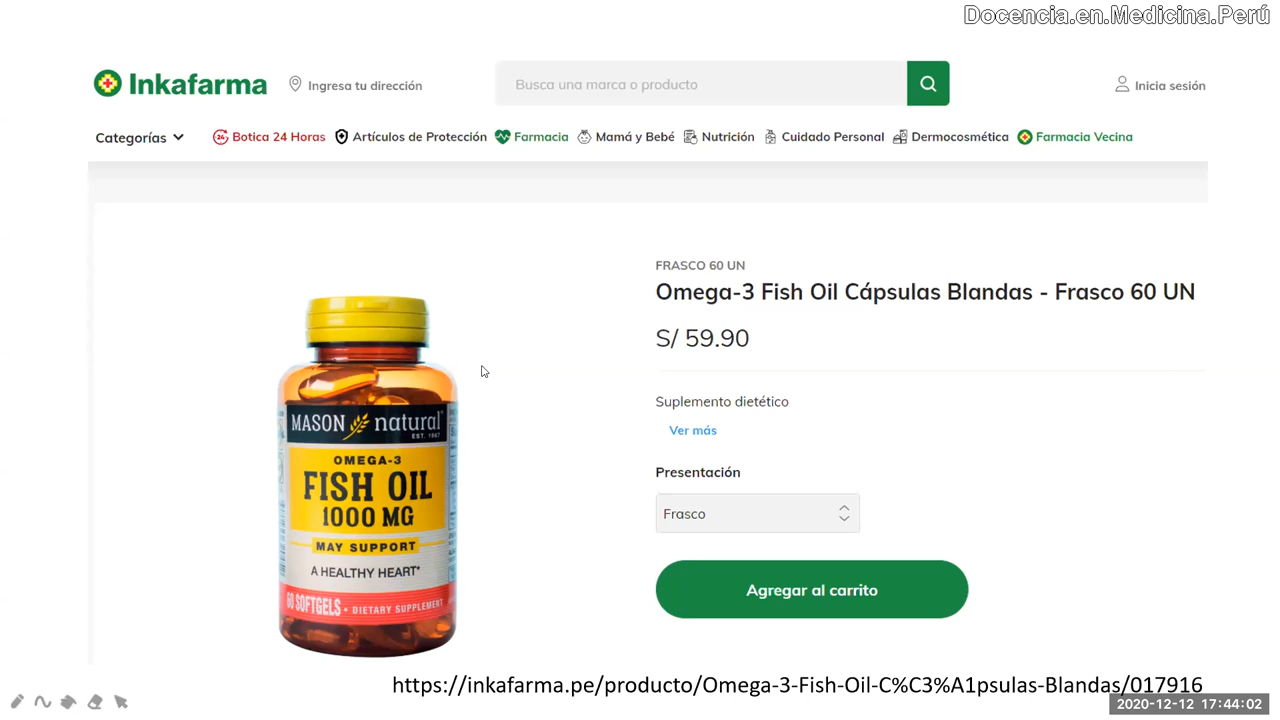 Docencia.en.Medicina.Perú
Inkafarma
Ingresa tu dirección
Busca una marca o producto
Inicia sesión
Categorías
24
Botica 24 Horas
Artículos de Protección
Farmacia
Mamá y Bebé
Nutrición
Cuidado Personal
Dermocosmética
Farmacia Vecina
FRASCO 60 UN
Omega-3 Fish Oil Cápsulas Blandas - Frasco 60 UN
S/ 59.90
Suplemento dietético
Ver más
Presentación
Frasco
Agregar al carrito
MASON natural
EST. 1967
OMEGA-3
FISH OIL
1000 MG
MAY SUPPORT
A HEALTHY HEART*
60 SOFTGELS • DIETARY SUPPLEMENT
https://inkafarma.pe/producto/Omega-3-Fish-Oil-C%C3%A1psulas-Blandas/017916
2020-12-12 17:44:02